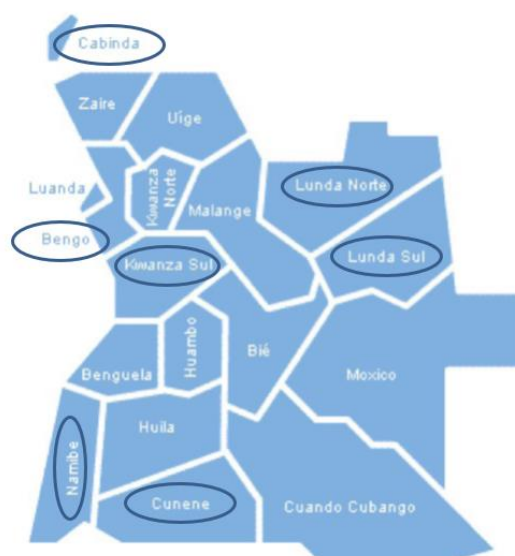 Cabinda
Zaire
Uíge
Luanda
Kwanza
Norte
Malange
Lunda Norte
Bengo
Kwanza Sul
Lunda Sul
Huambo
Bié
Benguela
Moxico
Huila
Namibe
Cunene
Cuando Cubango